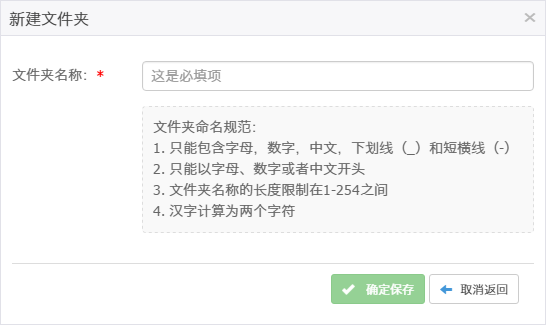 新建文件夹
×
文件夹名称：*
这是必填项
文件夹命名规范：
1. 只能包含字母，数字，中文，下划线（_）和短横线（-）
2. 只能以字母、数字或者中文开头
3. 文件夹名称的长度限制在1-254之间
4. 汉字计算为两个字符
确定保存
取消返回